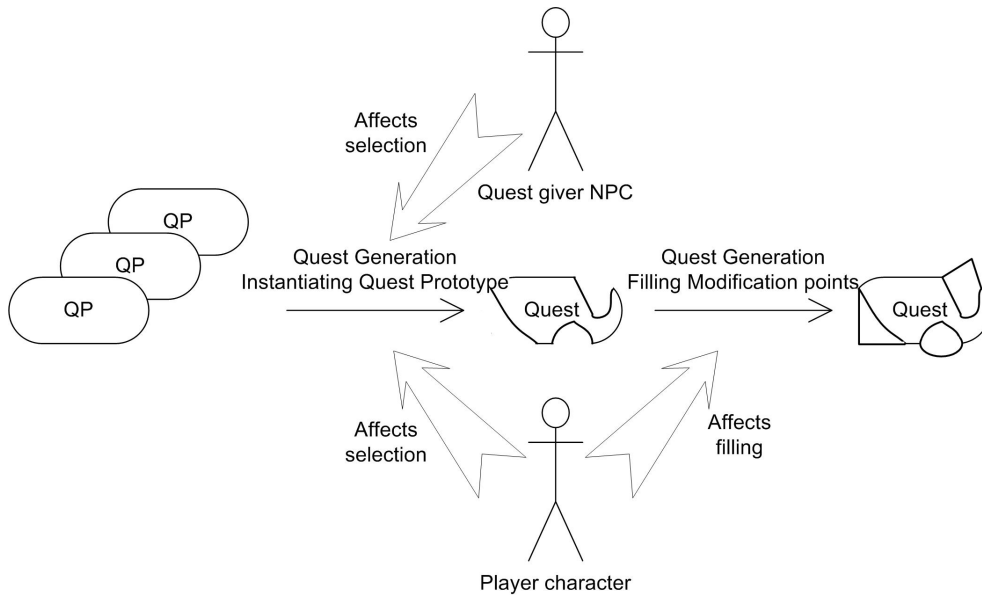 Affects
selection
Quest giver NPC
QP
QP
QP
Quest Generation
Instantiating Quest Prototype
Quest
Quest Generation
Filling Modification points
Quest
Affects
selection
Affects
filling
Player character